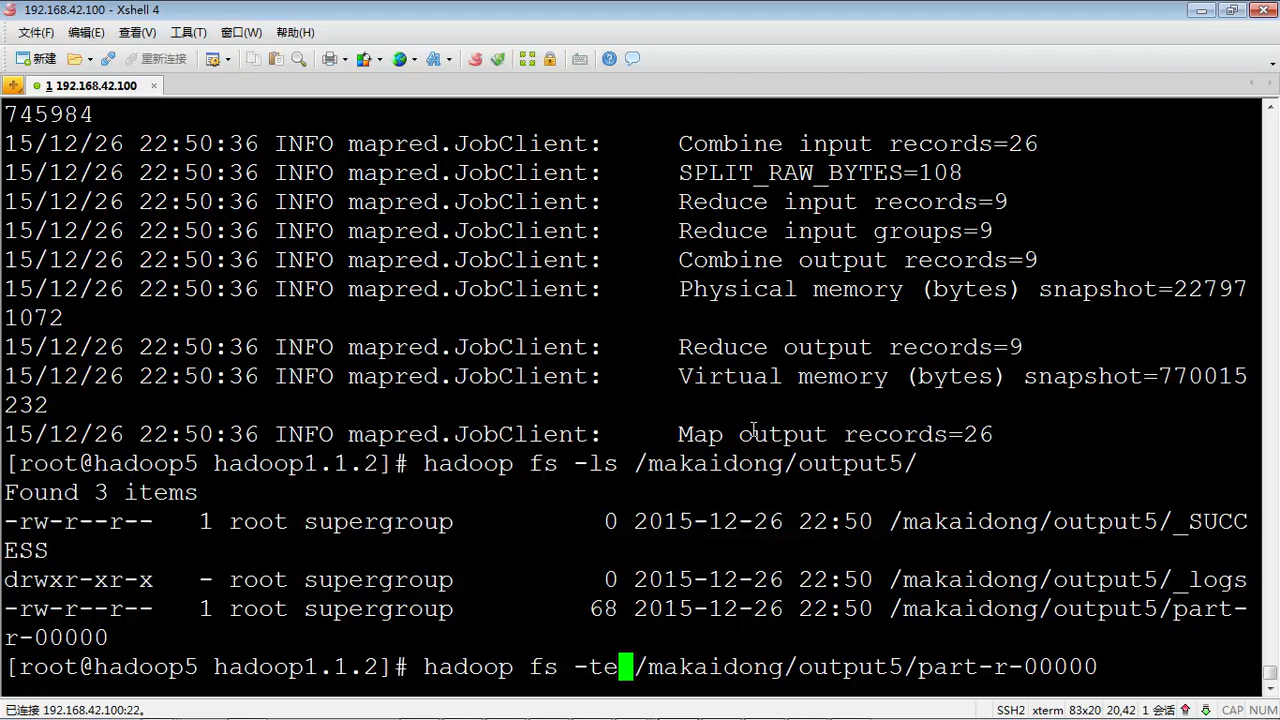 192.168.42.100 - Xshell 4
文件(F) 编辑(E) 查看(V) 工具(T) 窗口(W) 帮助(H)
新建 重新连接
1 192.168.42.100 ×
745984
15/12/26 22:50:36 INFO mapred.JobClient:     Combine input records=26
15/12/26 22:50:36 INFO mapred.JobClient:     SPLIT_RAW_BYTES=108
15/12/26 22:50:36 INFO mapred.JobClient:     Reduce input records=9
15/12/26 22:50:36 INFO mapred.JobClient:     Reduce input groups=9
15/12/26 22:50:36 INFO mapred.JobClient:     Combine output records=9
15/12/26 22:50:36 INFO mapred.JobClient:     Physical memory (bytes) snapshot=22797
1072
15/12/26 22:50:36 INFO mapred.JobClient:     Reduce output records=9
15/12/26 22:50:36 INFO mapred.JobClient:     Virtual memory (bytes) snapshot=770015
232
15/12/26 22:50:36 INFO mapred.JobClient:     Map output records=26
[root@hadoop5 hadoop1.1.2]# hadoop fs -ls /makaidong/output5/
Found 3 items
-rw-r--r--   1 root supergroup          0 2015-12-26 22:50 /makaidong/output5/_SUCC
ESS
drwxr-xr-x   - root supergroup          0 2015-12-26 22:50 /makaidong/output5/_logs
-rw-r--r--   1 root supergroup         68 2015-12-26 22:50 /makaidong/output5/part-
r-00000
[root@hadoop5 hadoop1.1.2]# hadoop fs -te /makaidong/output5/part-r-00000
已连接 192.168.42.100:22。 SSH2 xterm 83x20 20,42 1 会话 CAP NUM